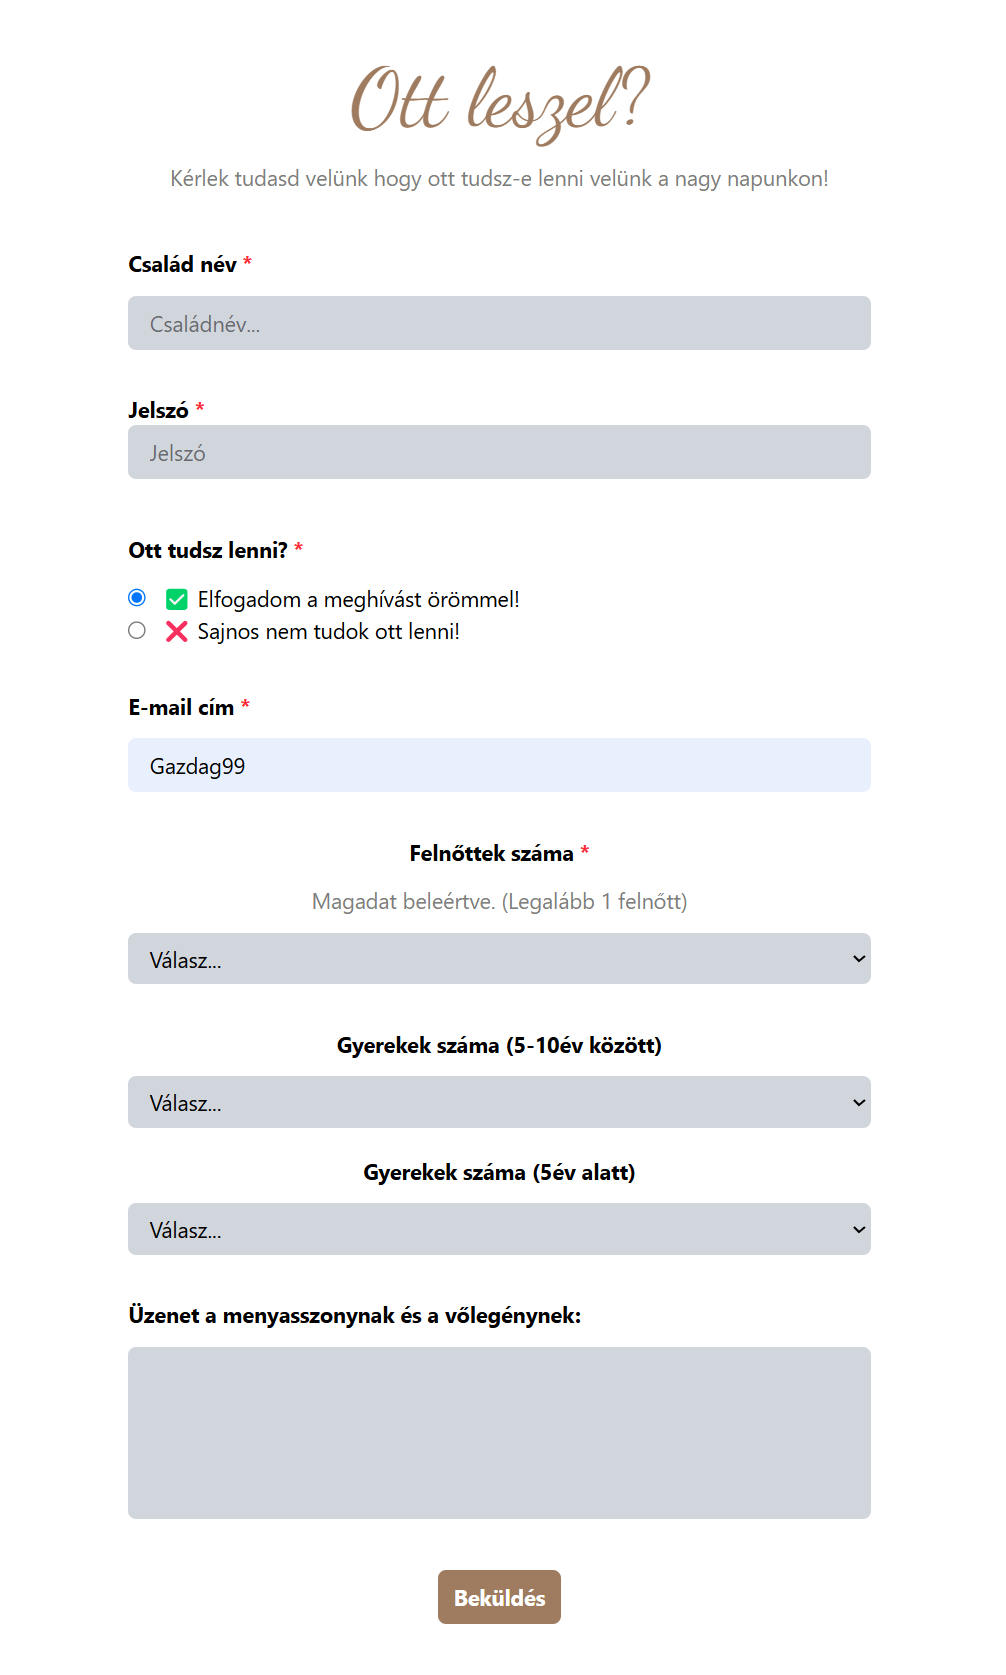 Ott leszel?
Kérlek tudasd velünk hogy ott tudsz-e lenni velünk a nagy napunkon!
Család név *
Családnév...
Jelszó *
Jelszó
Ott tudsz lenni? *
✅ Elfogadom a meghívást örömmel!
❌ Sajnos nem tudok ott lenni!
E-mail cím *
Gazdag99
Felnőttek száma *
Magadat beleértve. (Legalább 1 felnőtt)
Válasz...
Gyerekek száma (5-10év között)
Válasz...
Gyerekek száma (5év alatt)
Válasz...
Üzenet a menyasszonynak és a vőlegénynek:
Beküldés